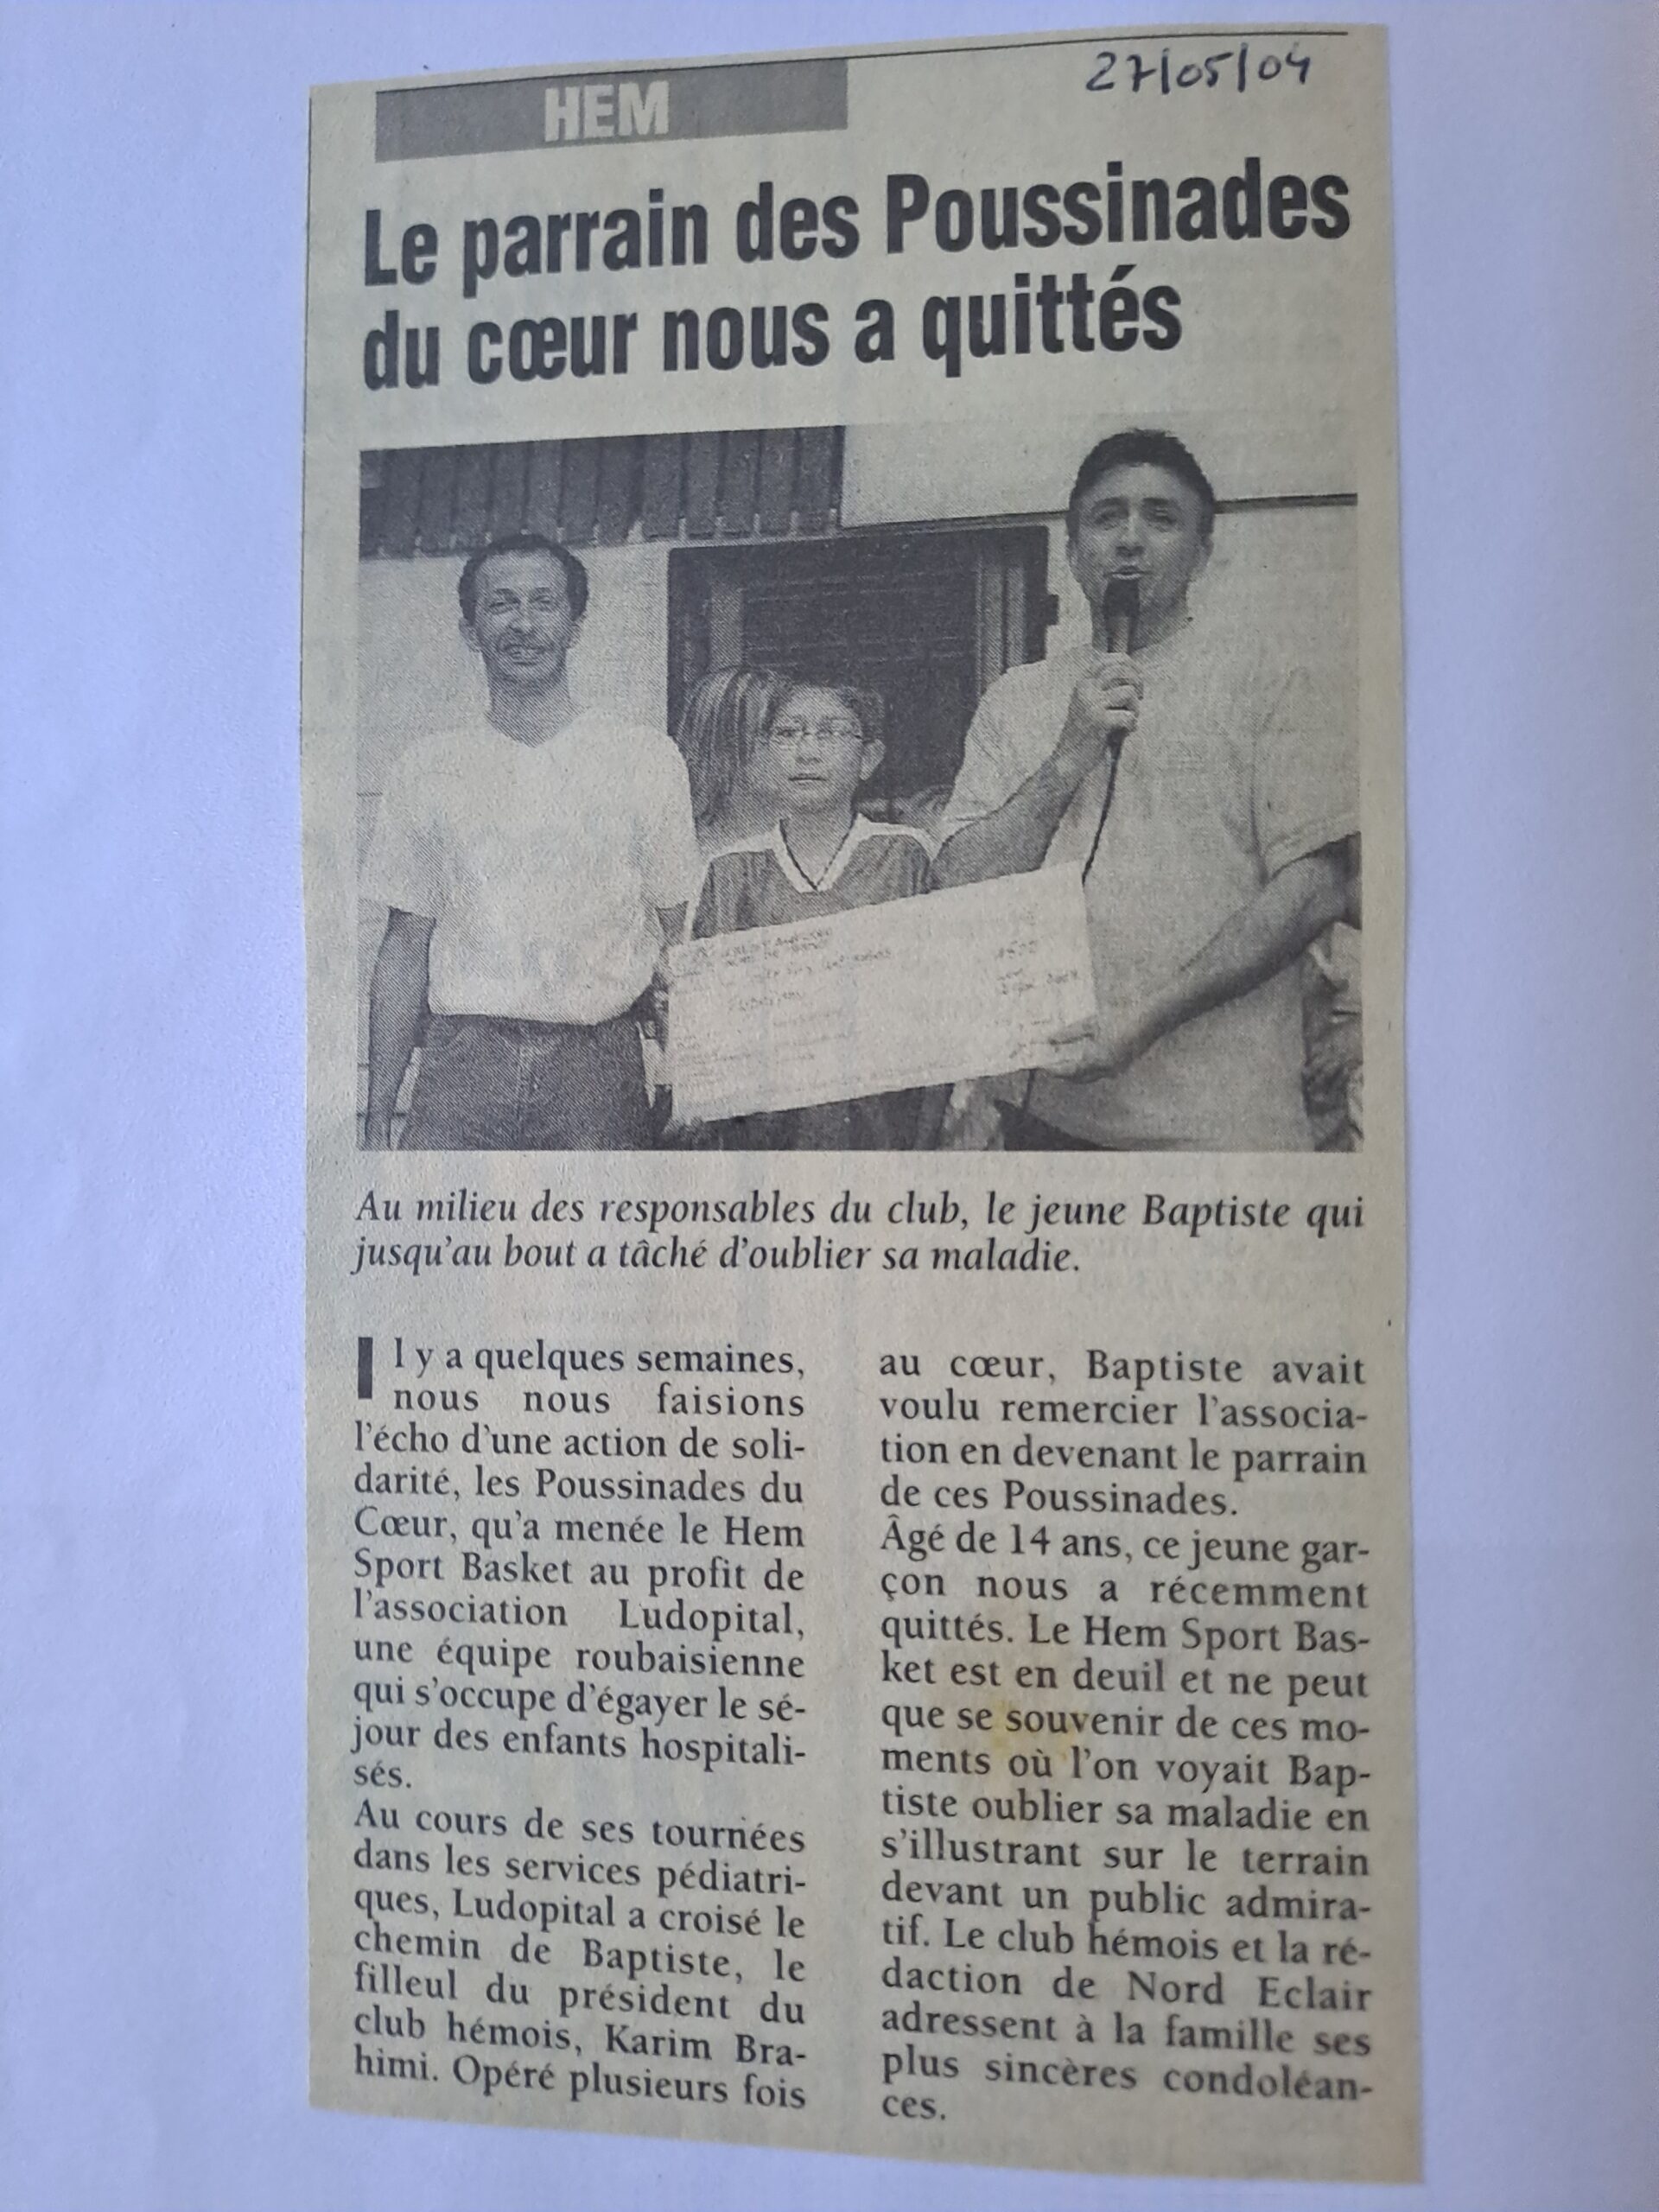 HEM
27/05/04
Le parrain des Poussinades
du cœur nous a quittés
Au milieu des responsables du club, le jeune Baptiste qui
jusqu'au bout a tâché d'oublier sa maladie.
Il y a quelques semaines,
nous nous faisions
l'écho d'une action de soli-
darité, les Poussinades du
Cœur, qu'a menée le Hem
Sport Basket au profit de
l'association Ludopital,
une équipe roubaisienne
qui s'occupe d'égayer le sé-
jour des enfants hospitali-
sés.
Au cours de ses tournées
dans les services pédiatri-
ques, Ludopital a croisé le
chemin de Baptiste, le
filleul du président du
club hémois, Karim Bra-
himi. Opéré plusieurs fois
au cœur, Baptiste avait
voulu remercier l'associa-
tion en devenant le parrain
de ces Poussinades.
Âgé de 14 ans, ce jeune gar-
çon nous a récemment
quittés. Le Hem Sport Bas-
ket est en deuil et ne peut
que se souvenir de ces mo-
ments où l'on voyait Bap-
tiste oublier sa maladie en
s'illustrant sur le terrain
devant un public admira-
tif. Le club hémois et la ré-
daction de Nord Eclair
adressent à la famille ses
plus sincères condoléan-
ces.